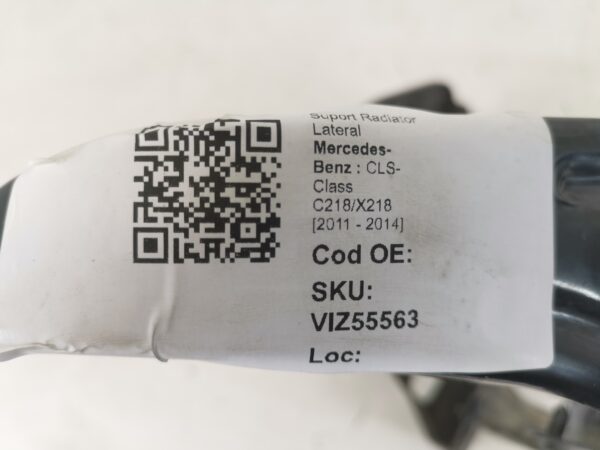 Suport Radiator
Lateral
Mercedes-
Benz : CLS-
Class
C218/X218
[2011 - 2014]
Cod OE:
SKU:
VIZ55563
Loc: